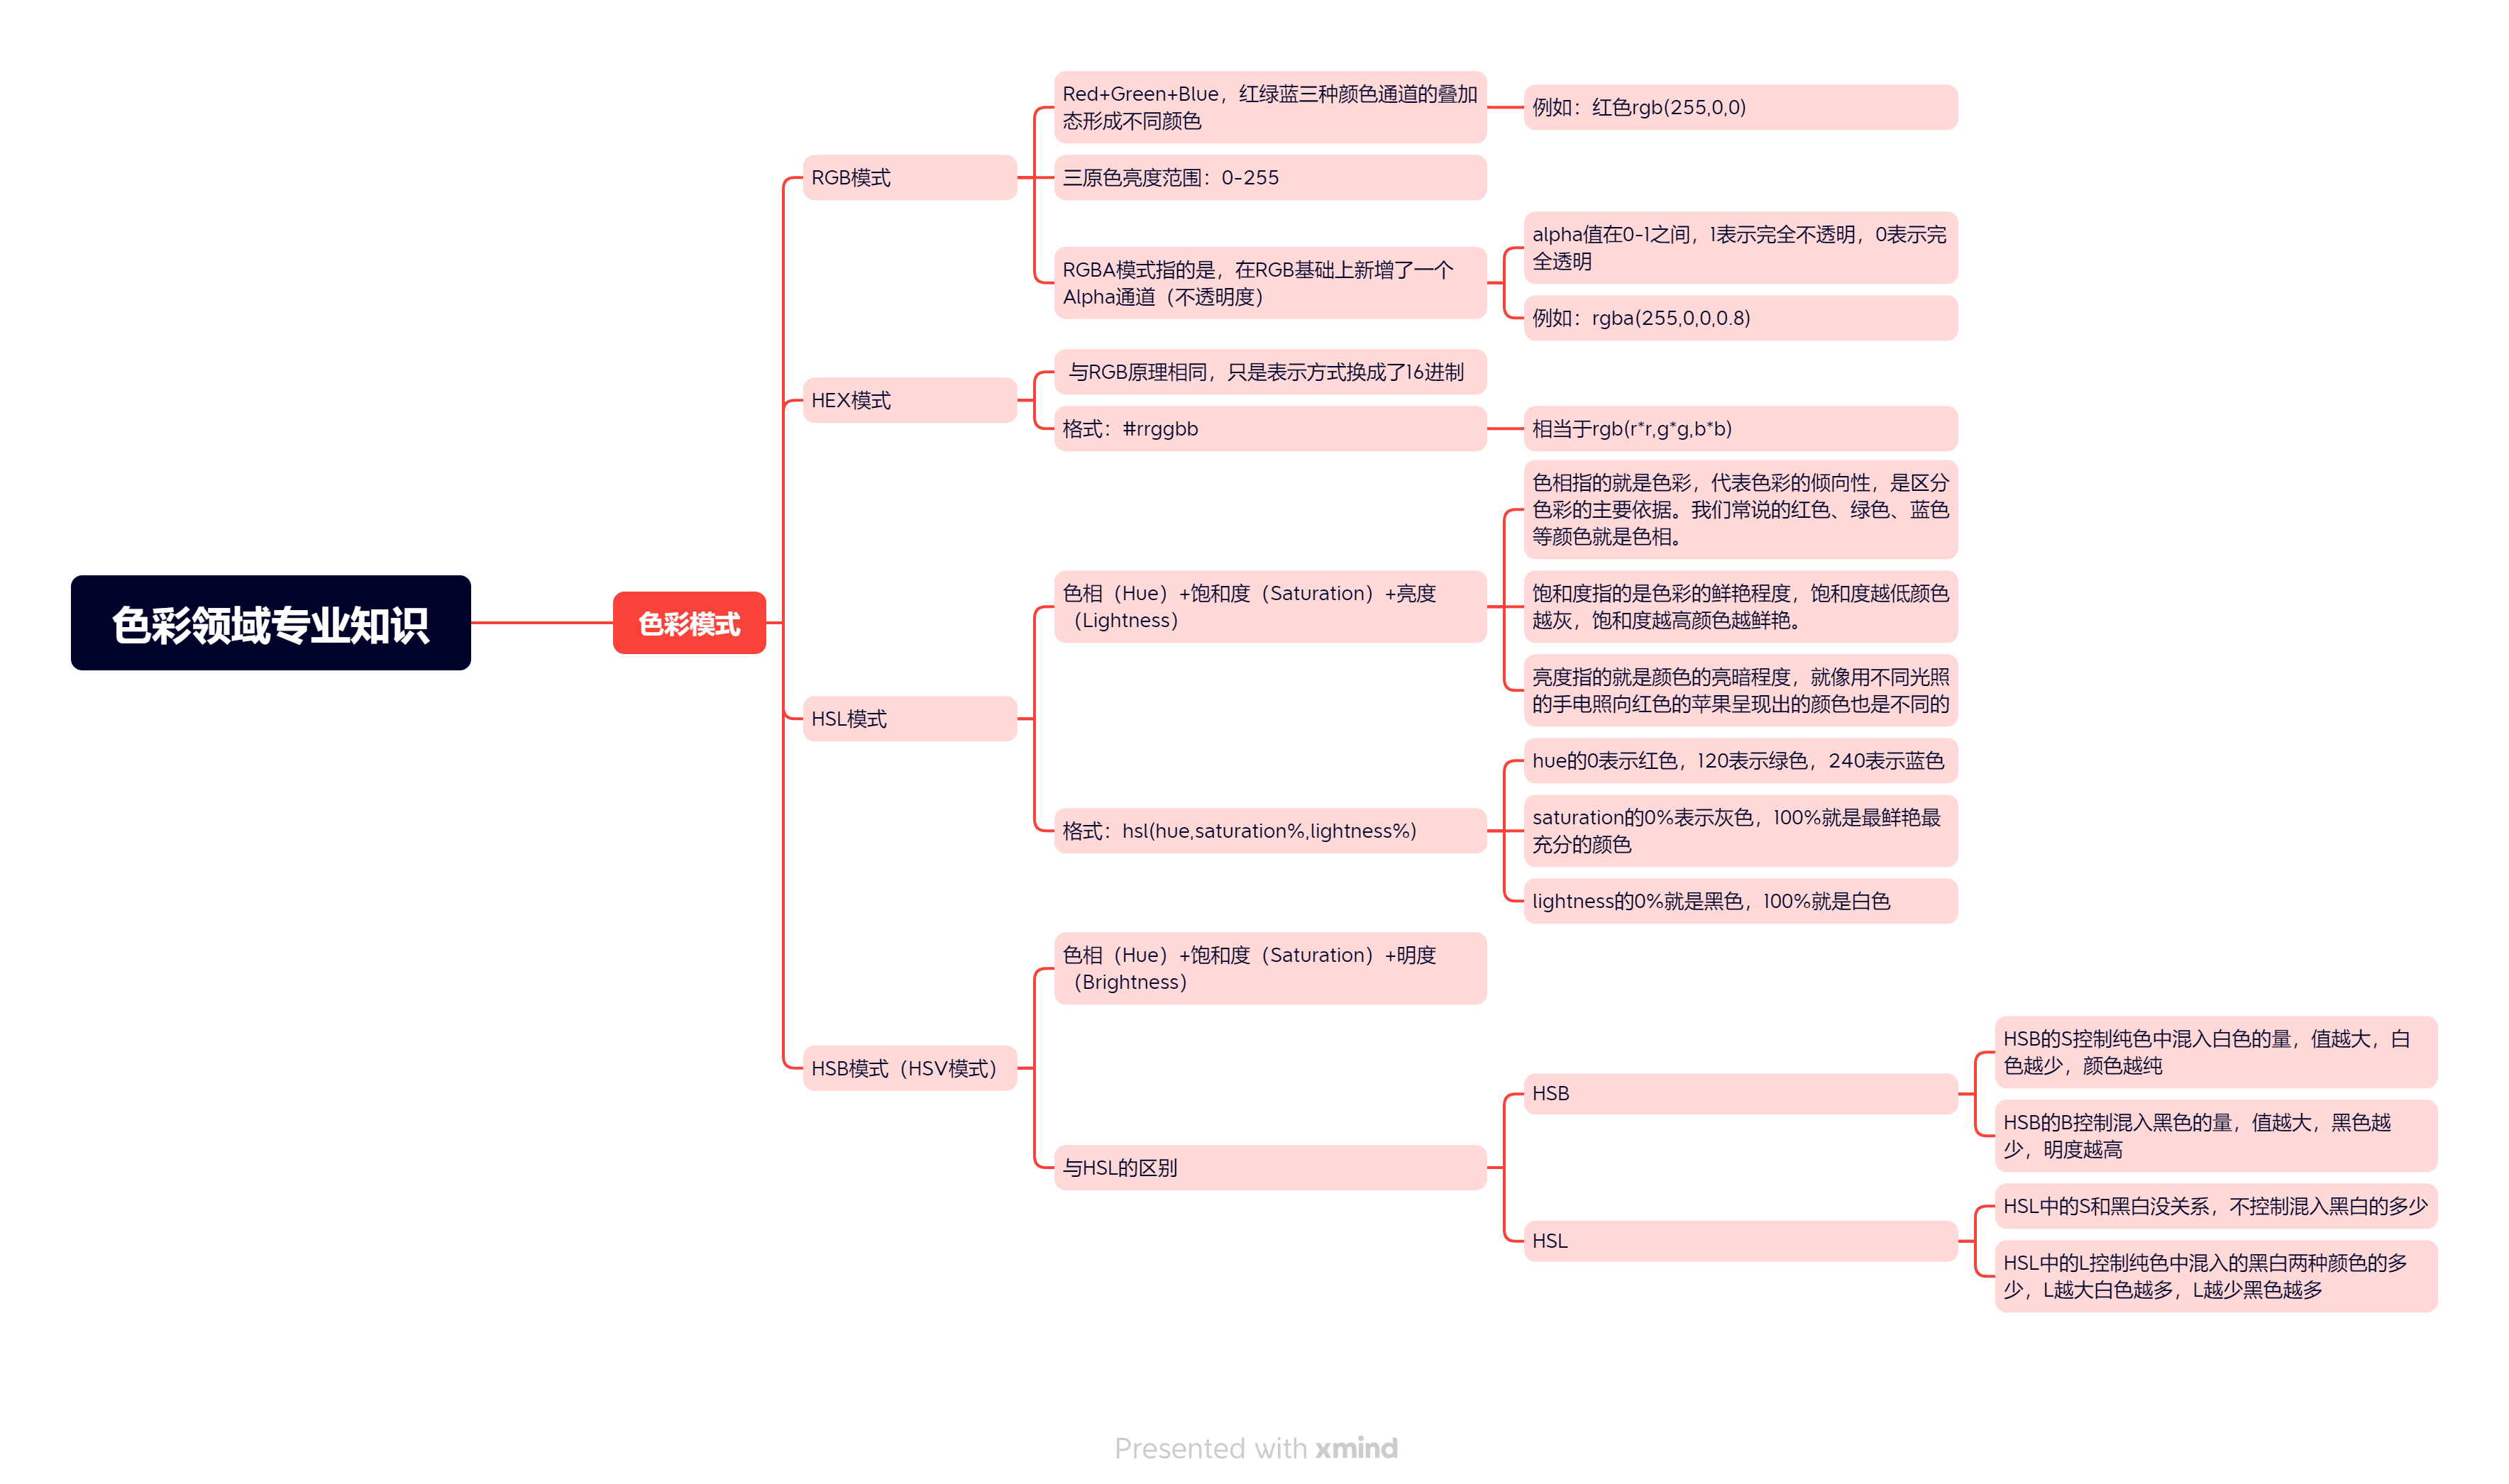 色彩领域专业知识
色彩模式
RGB模式
Red+Green+Blue，红绿蓝三种颜色通道的叠加
态形成不同颜色
例如：红色rgb(255,0,0)
三原色亮度范围：0-255
RGBA模式指的是，在RGB基础上新增了一个
Alpha通道（不透明度）
alpha值在0-1之间，1表示完全不透明，0表示完
全透明
例如：rgba(255,0,0,0.8)
HEX模式
与RGB原理相同，只是表示方式换成了16进制
格式：#rrggbb
相当于rgb(r*r,g*g,b*b)
HSL模式
色相（Hue）+饱和度（Saturation）+亮度
（Lightness）
色相指的就是色彩，代表色彩的倾向性，是区分
色彩的主要依据。我们常说的红色、绿色、蓝色
等颜色就是色相。
饱和度指的是色彩的鲜艳程度，饱和度越低颜色
越灰，饱和度越高颜色越鲜艳。
亮度指的就是颜色的亮暗程度，就像用不同光照
的手电照向红色的苹果呈现出的颜色也是不同的
格式：hsl(hue,saturation%,lightness%)
hue的0表示红色，120表示绿色，240表示蓝色
saturation的0%表示灰色，100%就是最鲜艳最
充分的颜色
lightness的0%就是黑色，100%就是白色
HSB模式（HSV模式）
色相（Hue）+饱和度（Saturation）+明度
（Brightness）
与HSL的区别
HSB
HSB的S控制纯色中混入白色的量，值越大，白
色越少，颜色越纯
HSB的B控制混入黑色的量，值越大，黑色越
少，明度越高
HSL
HSL中的S和黑白没关系，不控制混入黑白的多少
HSL中的L控制纯色中混入的黑白两种颜色的多
少，L越大白色越多，L越少黑色越多
Presented with xmind